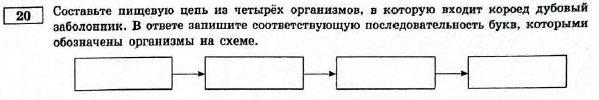 20 Составьте пищевую цепь из четырёх организмов, в которую входит короед дубовый
заболонник. В ответе запишите соответствующую последовательность букв, которыми
обозначены организмы на схеме.